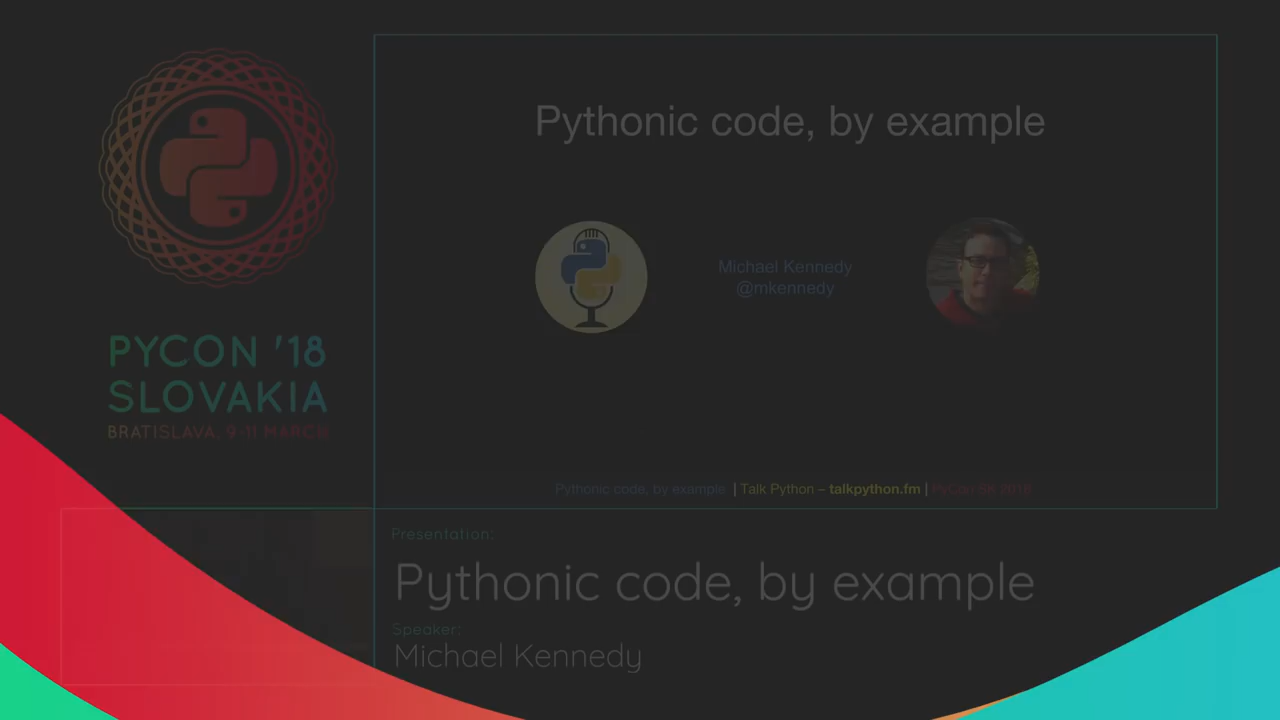 PYCON '18
SLOVAKIA
BRATISLAVA, 9-11 MARCH
Pythonic code, by example
Michael Kennedy
@mkennedy
Pythonic code, by example | Talk Python – talkpython.fm | PyCon SK 2018
Presentation:
Pythonic code, by example
Speaker:
Michael Kennedy